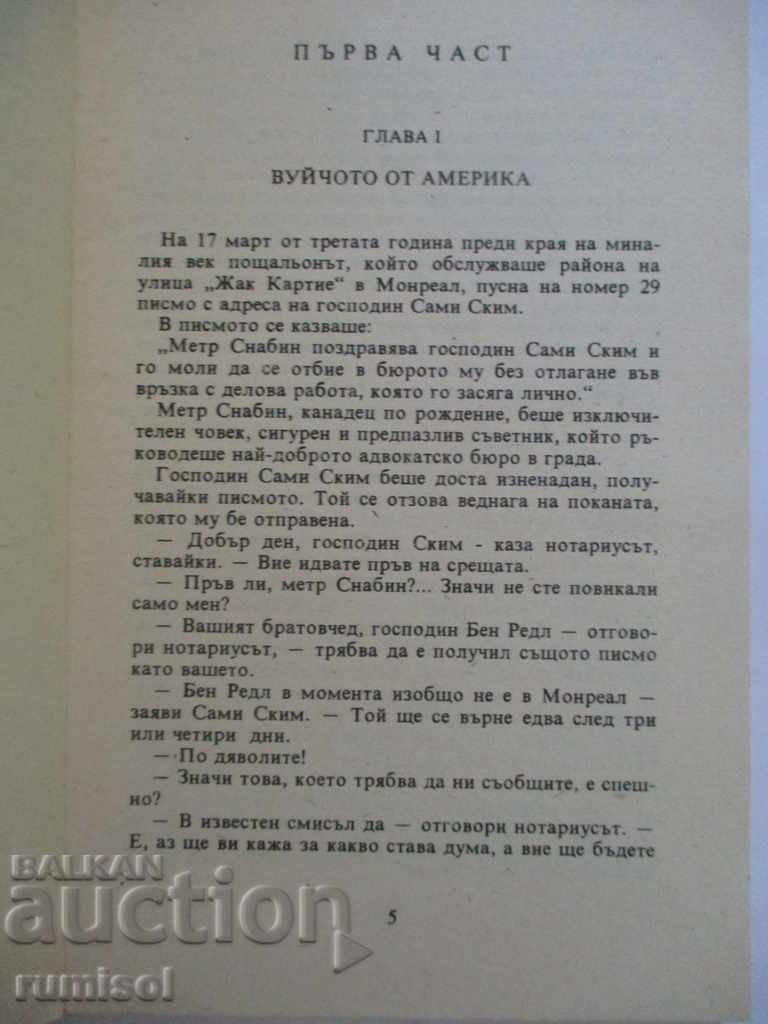 ПЪРВА ЧАСТ
ГЛАВА I
ВУЙЧОТО ОТ АМЕРИКА
На 17 март от третата година преди края на мина-
лия век пощальонът, който обслужваше района на
улица „Жак Картие“ в Монреал, пусна на номер 29
писмо с адреса на господин Сами Ским.
В писмото се казваше:
„Метр Снабин поздравява господин Сами Ским и
го моли да се отбие в бюрото му без отлагане във
връзка с делова работа, която го засяга лично.“
Метр Снабин, канадец по рождение, беше изключи-
телен човек, сигурен и предпазлив съветник, който ръ-
ководеше най-доброто адвокатско бюро в града.
Господин Сами Ским беше доста изненадан, полу-
чавайки писмото. Той се отзова веднага на поканата,
която му бе отправена.
— Добър ден, господин Ским - каза нотариусът,
ставайки. — Вие идвате пръв на срещата.
— Пръв ли, метр Снабин?... Значи не сте повикали
само мен?
— Вашият братовчед, господин Бен Редл — отгово-
ри нотариусът, — трябва да е получил същото писмо
като вашето.
— Бен Редл в момента изобщо не е в Монреал —
заяви Сами Ским. — Той ще се върне едва след три
или четири дни.
— По дяволите!
— Значи това, което трябва да ни съобщите, е спеш-
но?
— В известен смисъл да — отговори нотариусът. —
Е, аз ще ви кажа за какво става дума, а вие ще бъдете
5
BALKAN
auction
rumisol